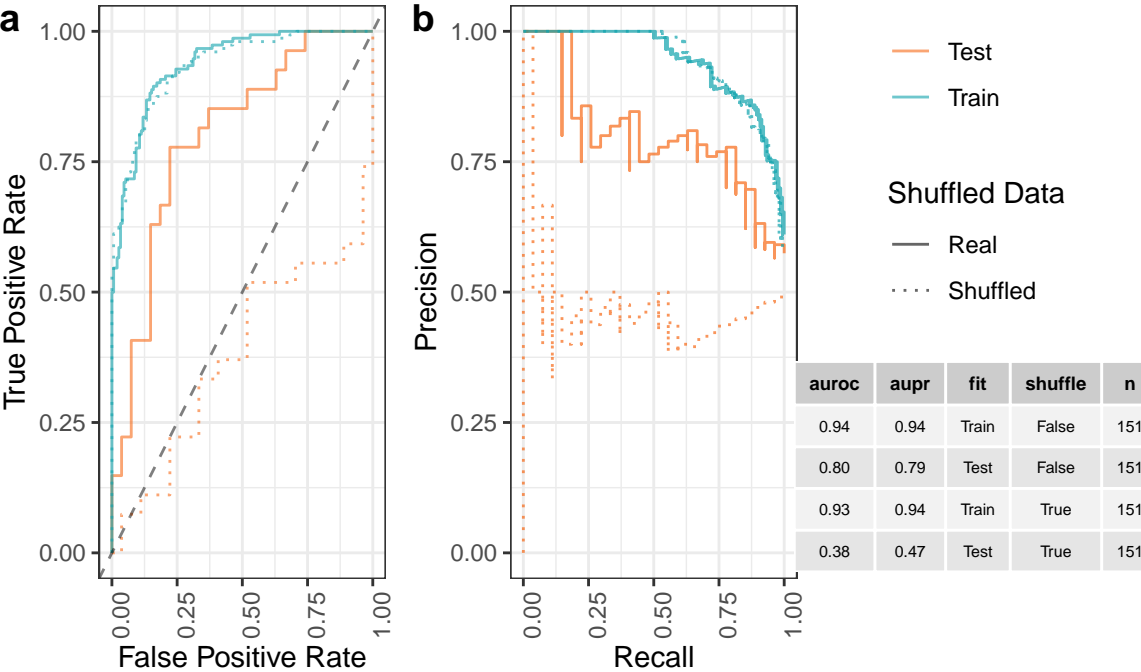 a
True Positive Rate
1.00
0.75
0.50
0.25
0.00
0.00
0.25
0.50
0.75
1.00
False Positive Rate
b
Precision
1.00
0.75
0.50
0.25
0.00
0.00
0.25
0.50
0.75
1.00
Recall
Test
Train
Shuffled Data
Real
Shuffled
auroc aupr fit shuffle n
0.94 0.94 Train False 151
0.80 0.79 Test False 151
0.93 0.94 Train True 151
0.38 0.47 Test True 151